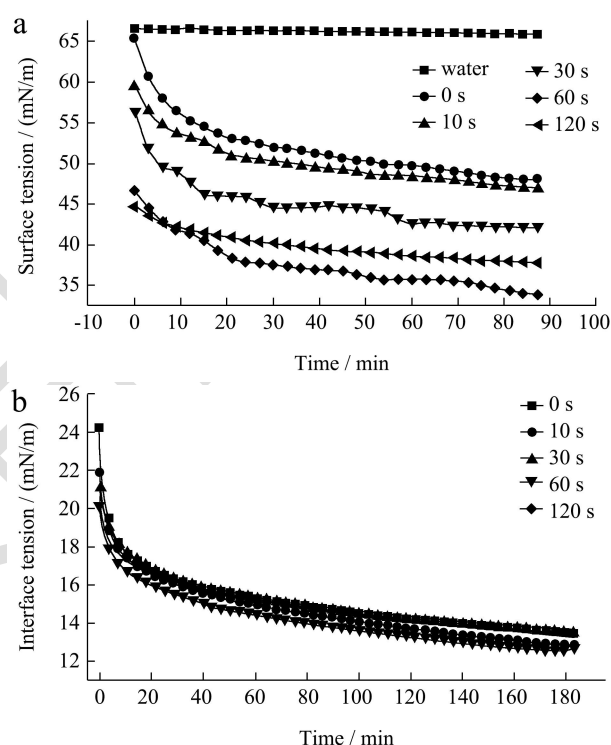 a
65
60
55
50
45
40
35
Surface tension / (mN/m)
water
0 s
10 s
30 s
60 s
120 s
-10 0 10 20 30 40 50 60 70 80 90 100
Time / min
b
26
24
22
20
18
16
14
12
Interface tension / (mN/m)
0 s
10 s
30 s
60 s
120 s
0 20 40 60 80 100 120 140 160 180
Time / min